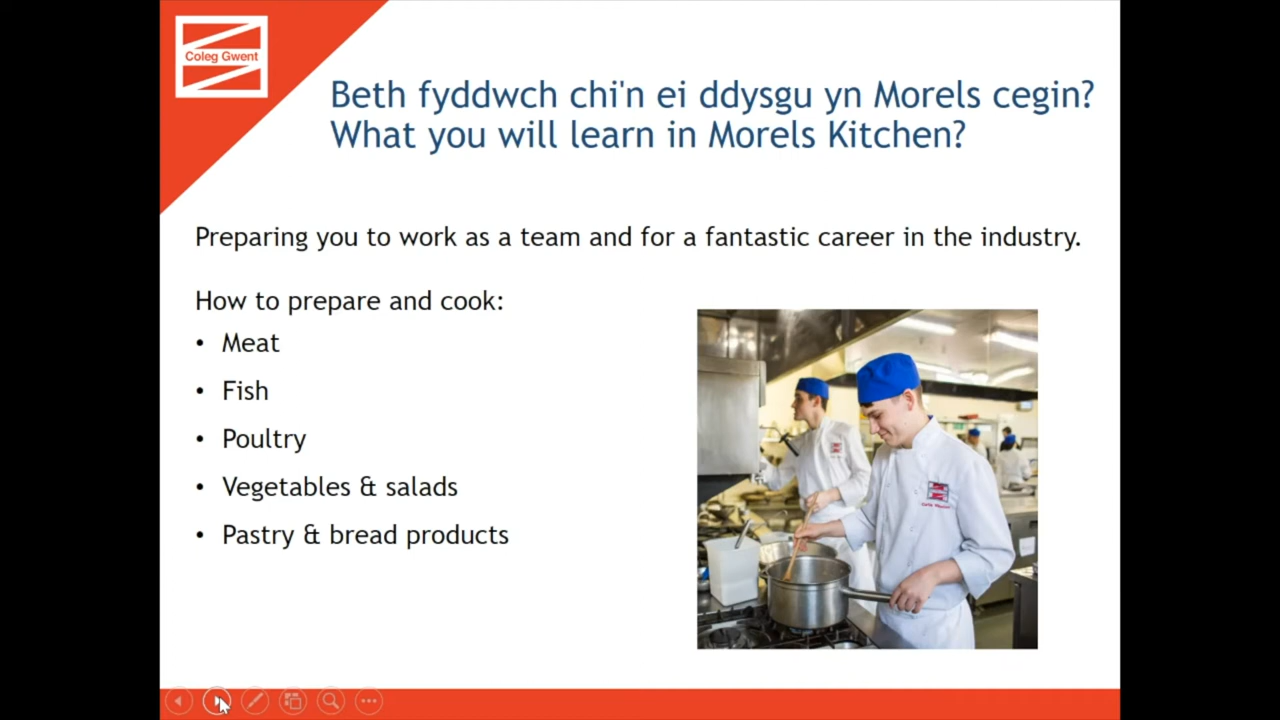 Coleg Gwent
Beth fyddwch chi'n ei ddysgu yn Morels cegin?
What you will learn in Morels Kitchen?
Preparing you to work as a team and for a fantastic career in the industry.
How to prepare and cook:
• Meat
• Fish
• Poultry
• Vegetables & salads
• Pastry & bread products